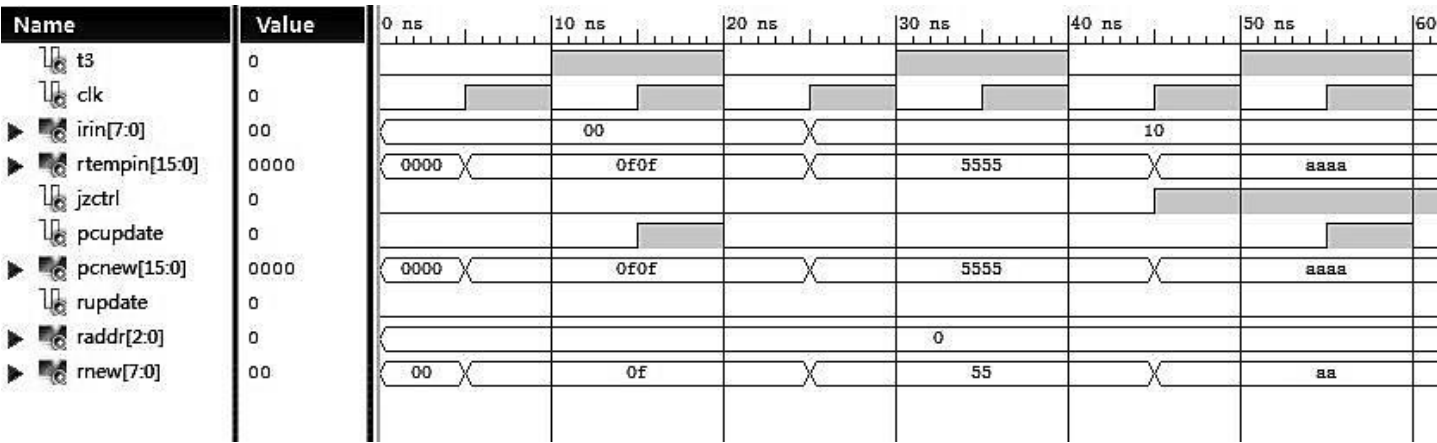 Name Value 0 ns 10 ns 20 ns 30 ns 40 ns 50 ns 60
t3 0
clk 0
irin[7:0] 00 00 10
rtempin[15:0] 0000 0000 0f0f 5555 aaaa
jzctrl 0
pcupdate 0
pcnew[15:0] 0000 0000 0f0f 5555 aaaa
rupdate 0
raddr[2:0] 0 0
rnew[7:0] 00 00 0f 55 aa